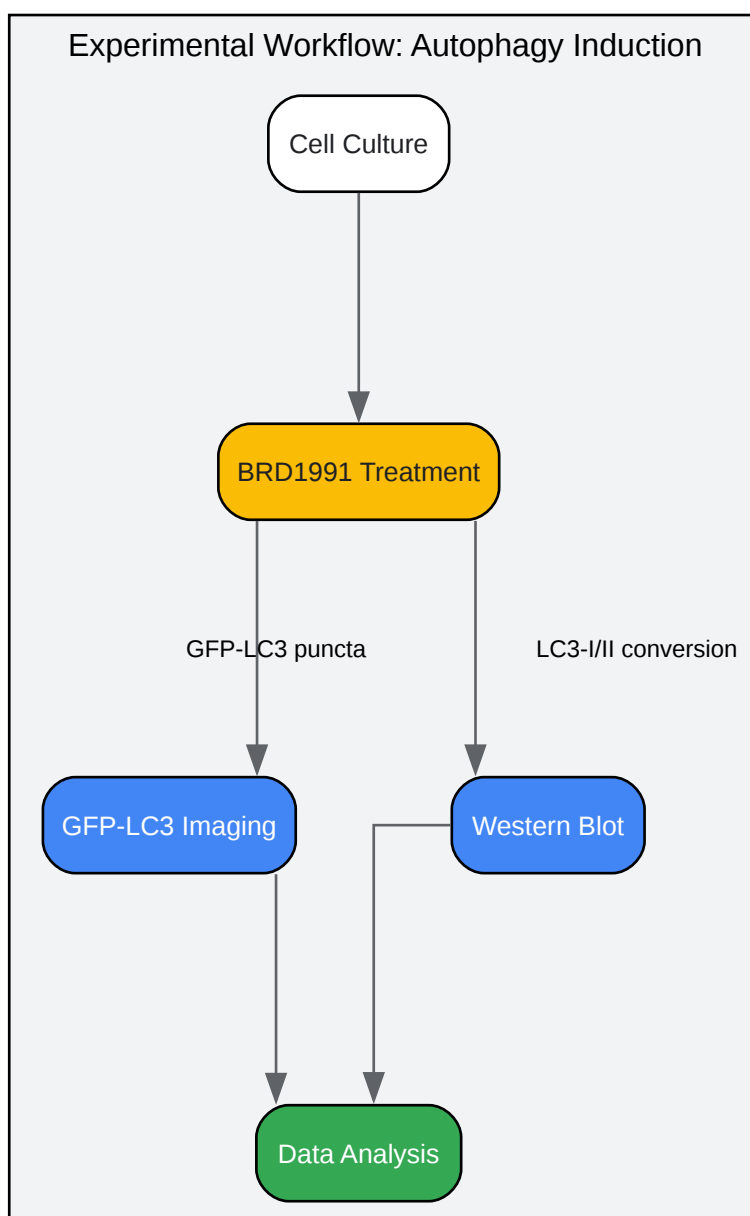 Experimental Workflow: Autophagy Induction
Cell Culture
BRD1991 Treatment
GFP-LC3 puncta
LC3-I/II conversion
GFP-LC3 Imaging
Western Blot
Data Analysis